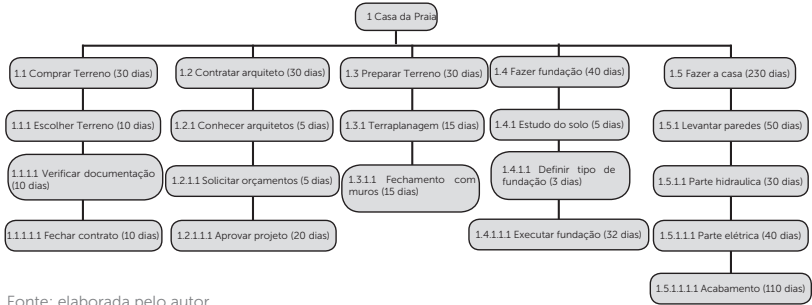 1 Casa da Praia
1.1 Comprar Terreno (30 dias)
1.2 Contratar arquiteto (30 dias)
1.3 Preparar Terreno (30 dias)
1.4 Fazer fundação (40 dias)
1.5 Fazer a casa (230 dias)
1.1.1 Escolher Terreno (10 dias)
1.2.1 Conhecer arquitetos (5 dias)
1.3.1 Terraplanagem (15 dias)
1.4.1 Estudo do solo (5 dias)
1.5.1 Levantar paredes (50 dias)
1.1.1.1 Verificar documentação
(10 dias)
1.2.1.1 Solicitar orçamentos (5 dias)
1.3.1.1 Fechamento com
muros (15 dias)
1.4.1.1 Definir tipo de
fundação (3 dias)
1.5.1.1 Parte hidraulica (30 dias)
1.1.1.1.1 Fechar contrato (10 dias)
1.2.1.1.1 Aprovar projeto (20 dias)
1.4.1.1.1 Executar fundação (32 dias)
1.5.1.1.1 Parte elétrica (40 dias)
1.5.1.1.1.1 Acabamento (110 dias)
Fonte: elaborada pelo autor